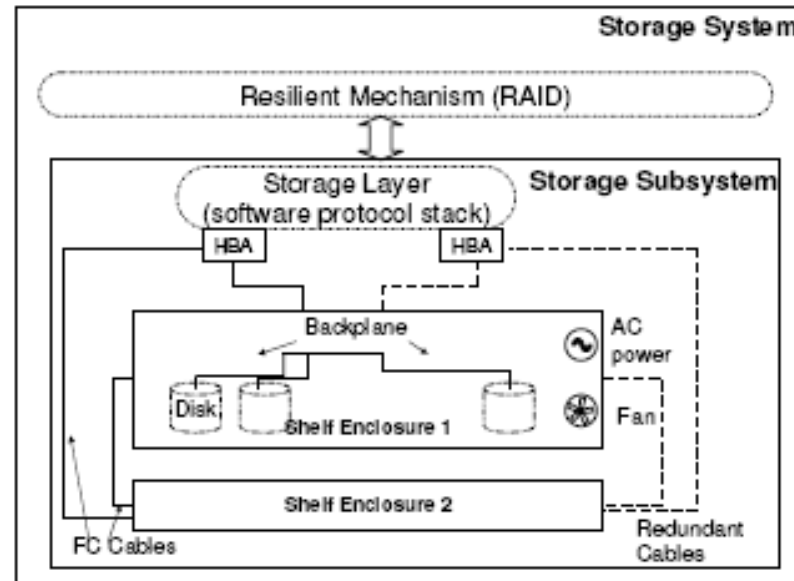 Storage System
Resilient Mechanism (RAID)
Storage Layer
(software protocol stack)
Storage Subsystem
HBA
HBA
Backplane
AC
power
Disk
Fan
Shelf Enclosure 1
Shelf Enclosure 2
FC Cables
Redundant
Cables